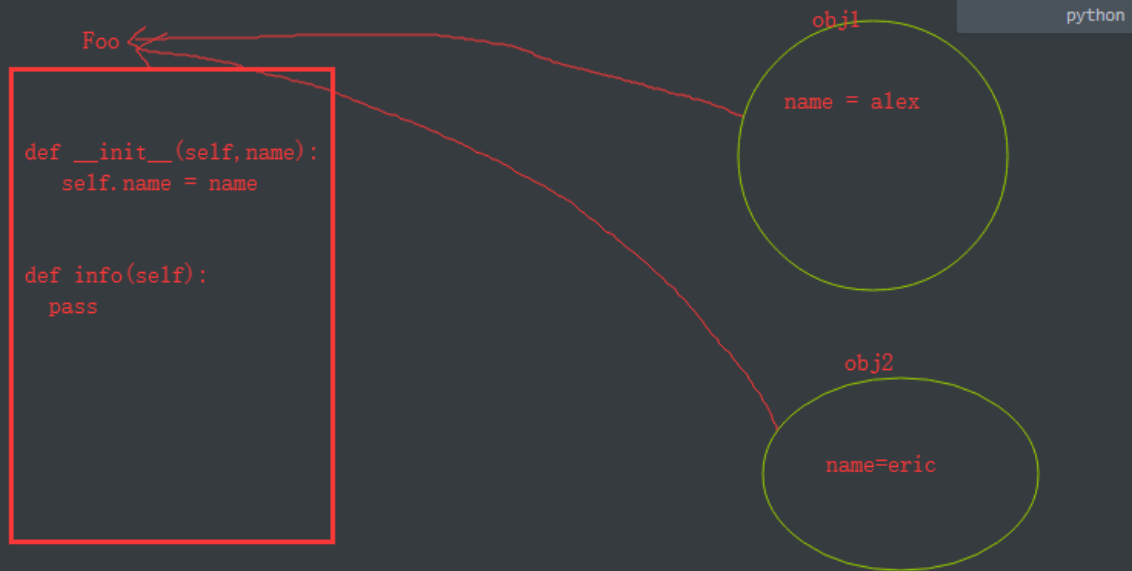 python
Foo
def __init__(self,name):
self.name = name
def info(self):
pass
obj1
name = alex
obj2
name=eric